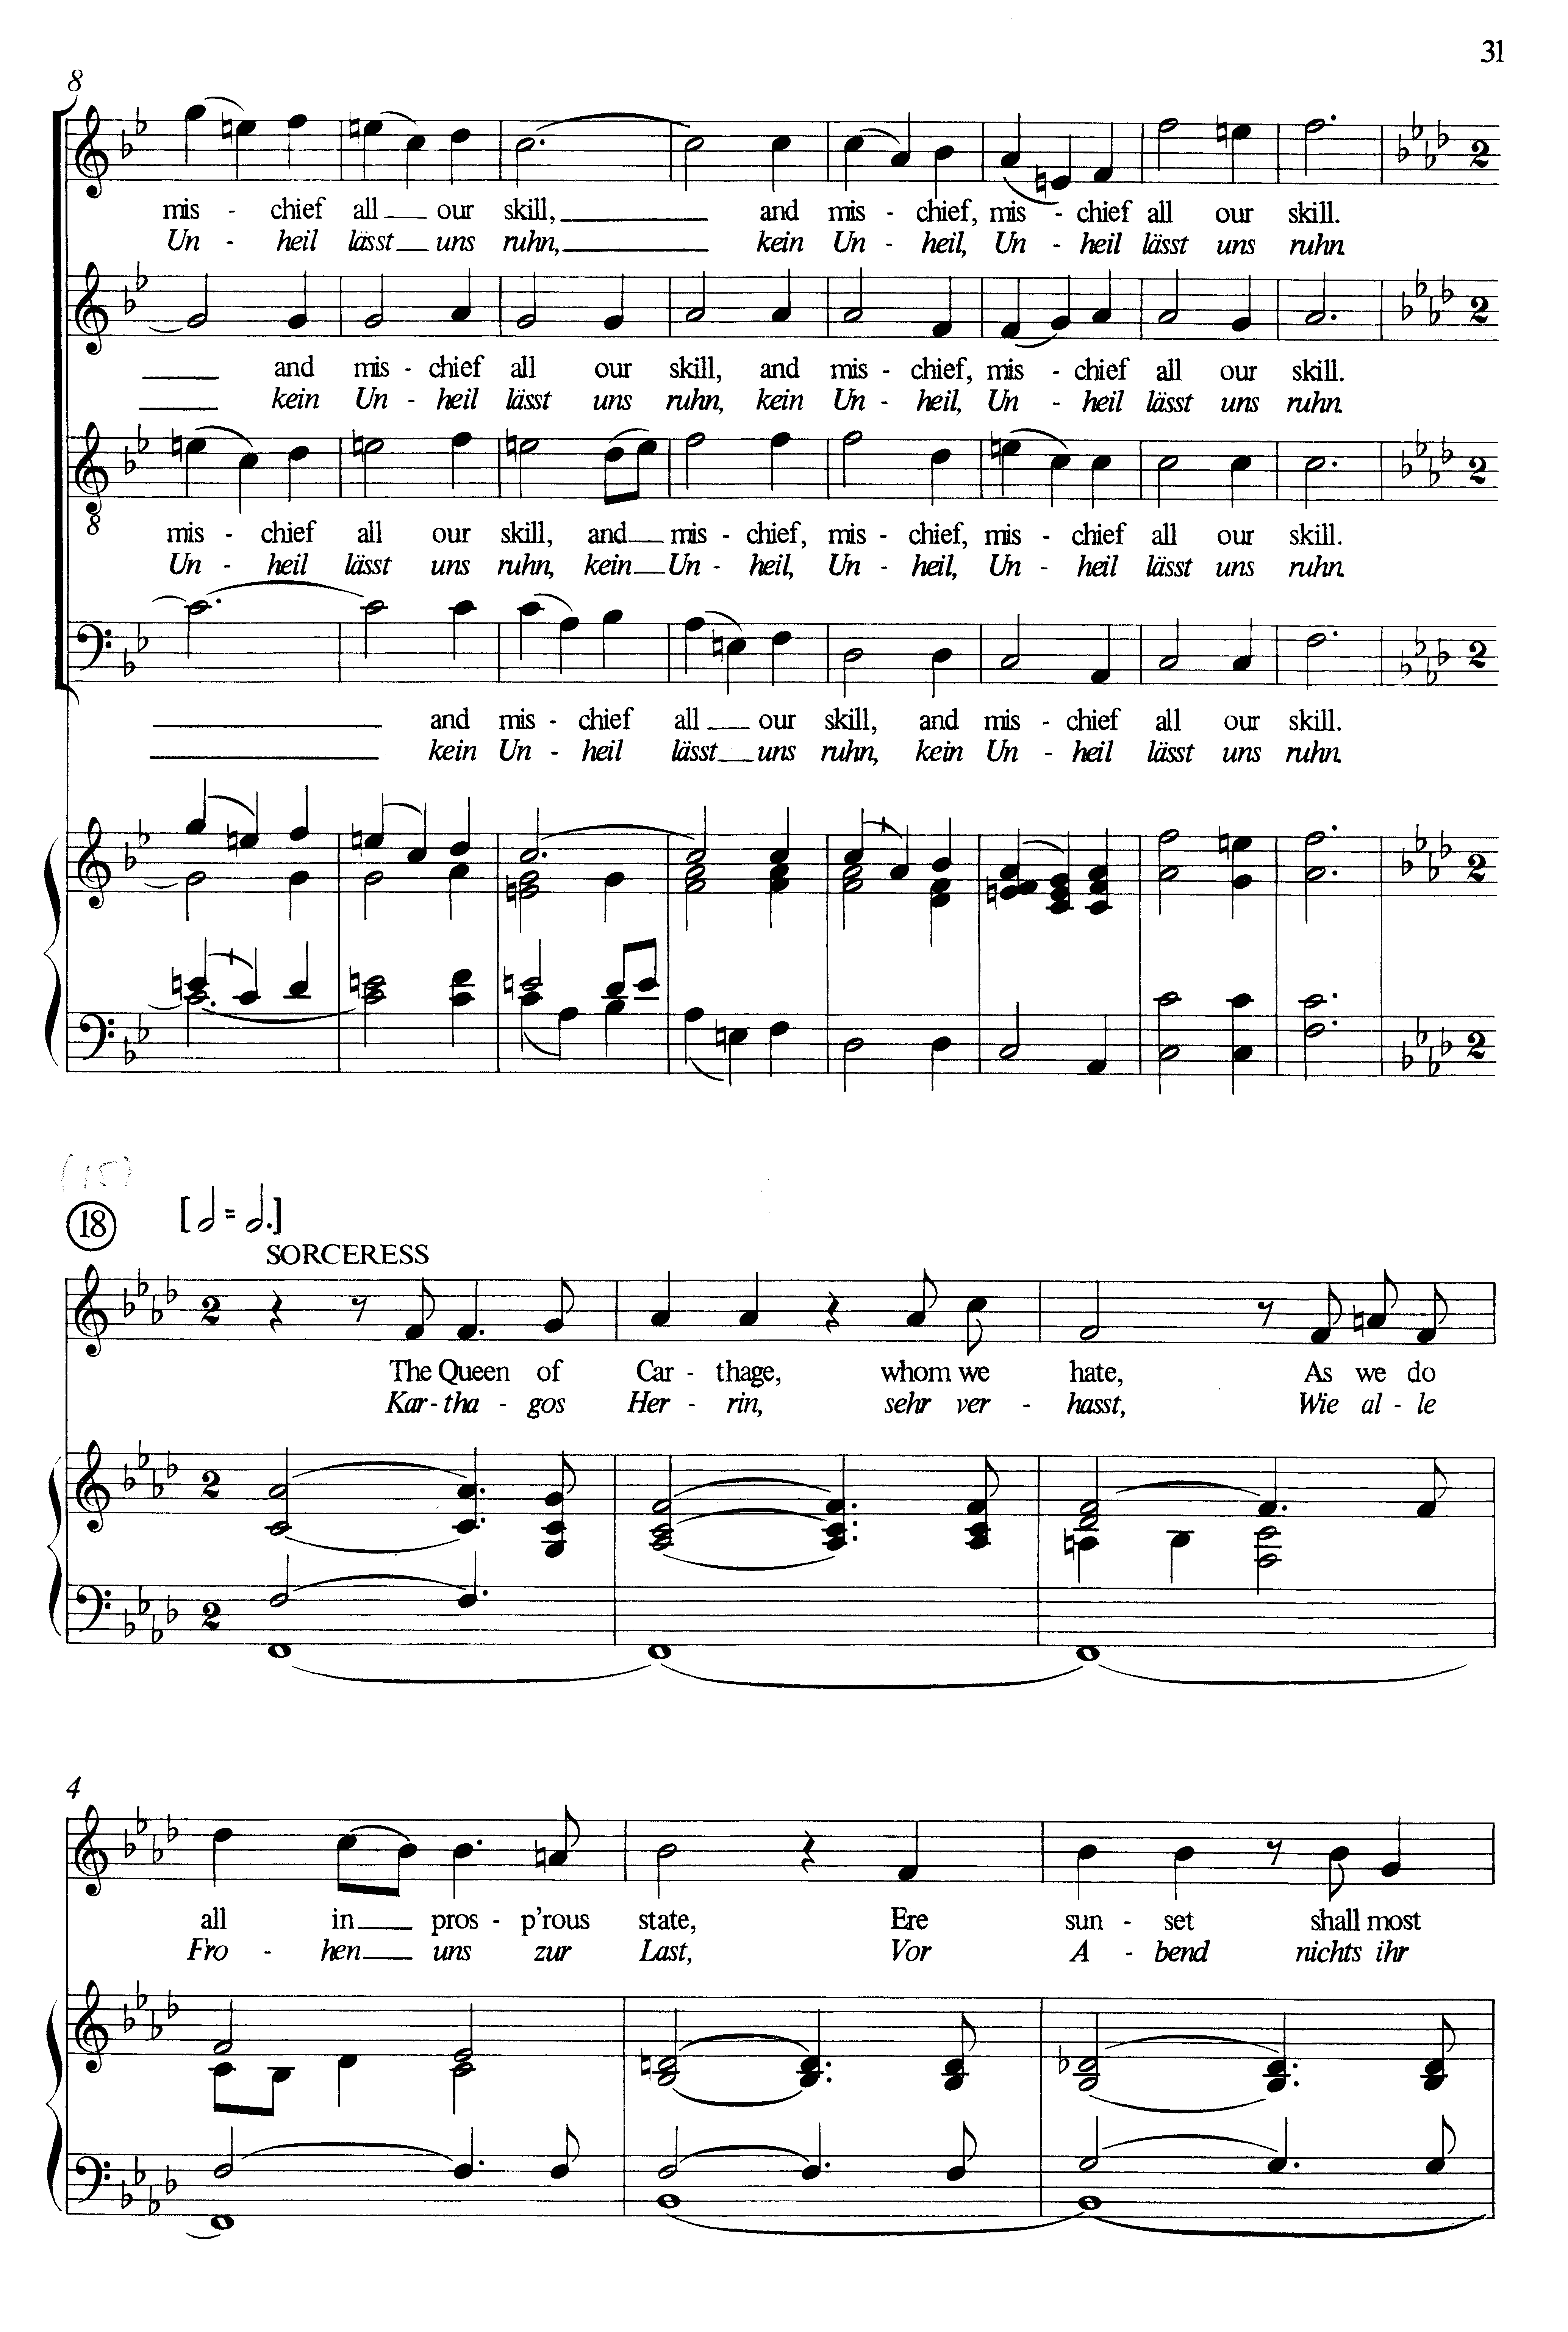 31
8
mis - chief all our skill, and mis - chief, mis - chief all our skill.
Un - heil lässt uns ruhn, kein Un - heil, Un - heil lässt uns ruhn.
and mis - chief all our skill, and mis - chief, mis - chief all our skill.
kein Un - heil lässt uns ruhn, kein Un - heil, Un - heil lässt uns ruhn.
8
mis - chief all our skill, and mis - chief, mis - chief, mis - chief all our skill.
Un - heil lässt uns ruhn, kein Un - heil, Un - heil, Un - heil lässt uns ruhn.
and mis - chief all our skill, and mis - chief all our skill.
kein Un - heil lässt uns ruhn, kein Un - heil lässt uns ruhn.
(15)
18
SORCERESS
The Queen of Car - thage, whom we hate, As we do
Kar - tha - gos Her - rin, sehr ver - hasst, Wie al - le
4
all in pros - p'rous state, Ere sun - set shall most
Fro - hen uns zur Last, Vor A - bend nichts ihr